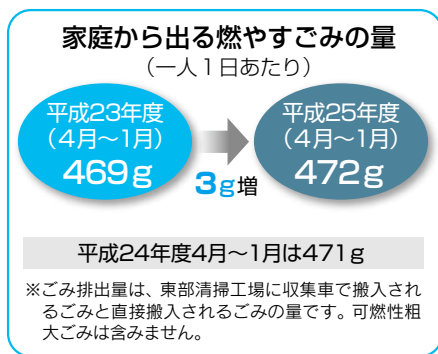 家庭から出る燃やすごみの量
（一人１日あたり）
平成23年度
（４月〜１月）
469ｇ
3ｇ増
平成25年度
（４月〜１月）
472ｇ
平成24年度4月〜1月は471ｇ
※ごみ排出量は、東部清掃工場に収集車で搬入され
るごみと直接搬入されるごみの量です。可燃性粗
大ごみは含みません。